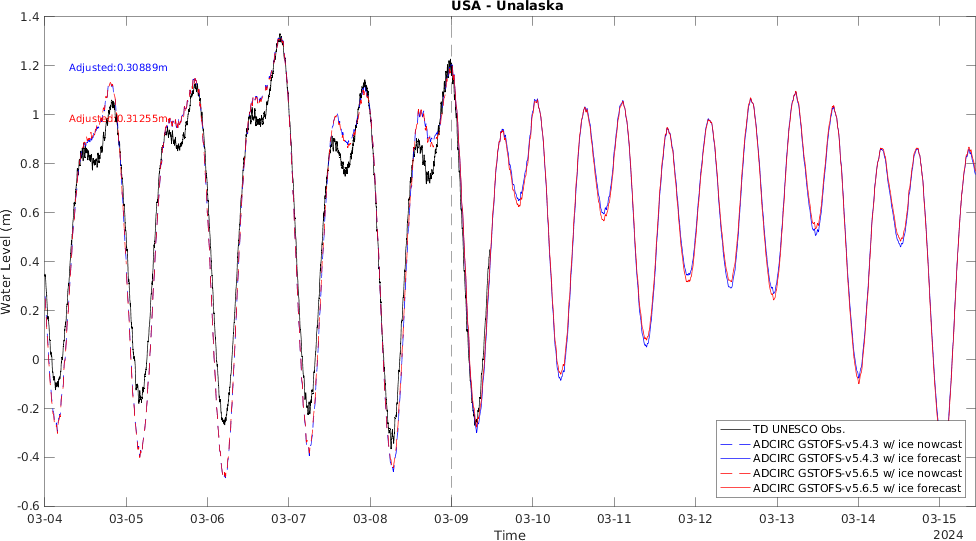 USA - Unalaska
1.4
1.2
1
0.8
0.6
0.4
0.2
0
-0.2
-0.4
-0.6
Water Level (m)
Adjusted:0.30889m
Adjusted:0.31255m
TD UNESCO Obs.
ADCIRC GSTOFS-v5.4.3 w/ ice nowcast
ADCIRC GSTOFS-v5.4.3 w/ ice forecast
ADCIRC GSTOFS-v5.6.5 w/ ice nowcast
ADCIRC GSTOFS-v5.6.5 w/ ice forecast
03-04 03-05 03-06 03-07 03-08 03-09 03-10 03-11 03-12 03-13 03-14 03-15
Time
2024